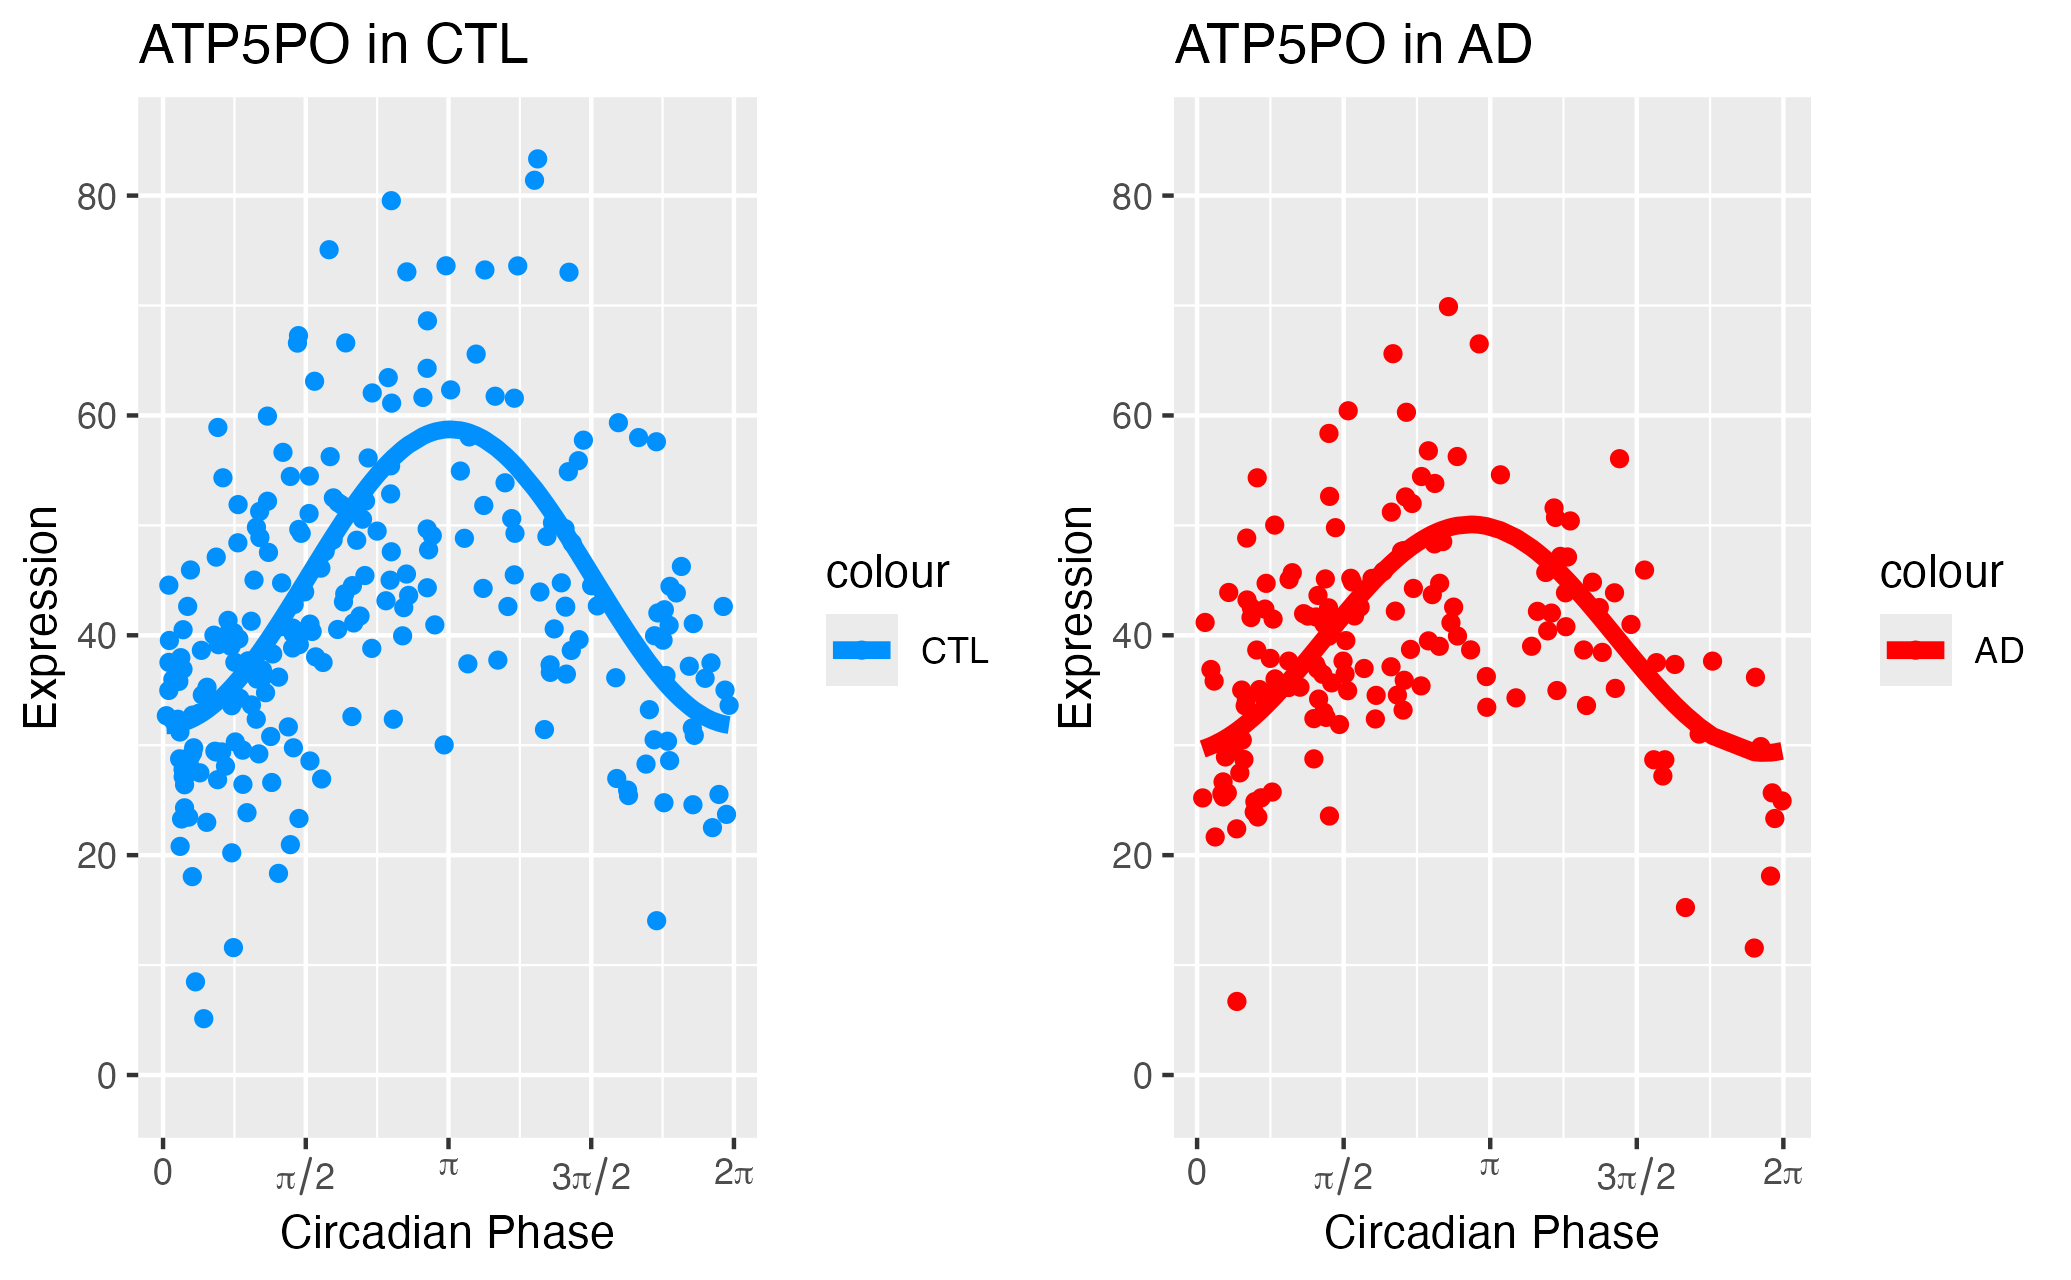 ATP5PO in CTL
80
60
40
20
0
Expression
0
π/2
π
3π/2
2π
Circadian Phase
colour
CTL
ATP5PO in AD
80
60
40
20
0
Expression
0
π/2
π
3π/2
2π
Circadian Phase
colour
AD